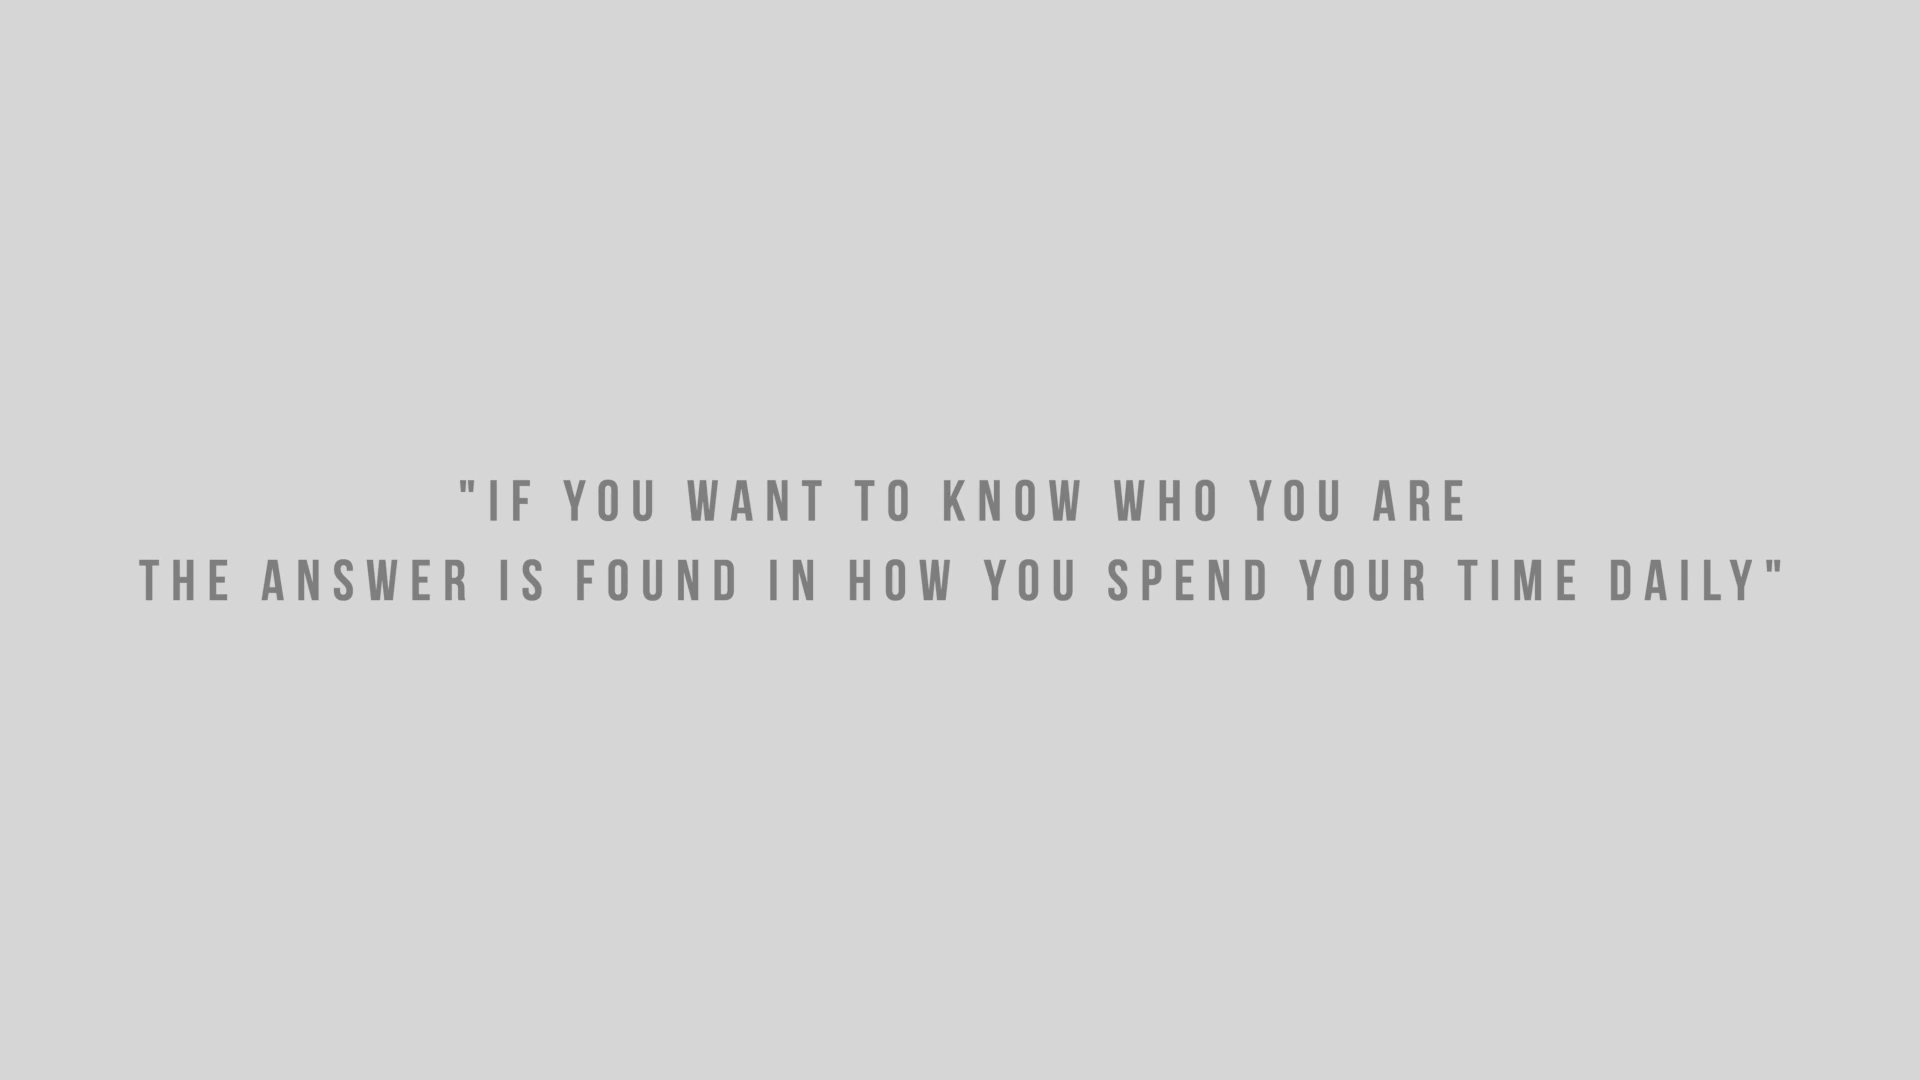 "IF YOU WANT TO KNOW WHO YOU ARE
THE ANSWER IS FOUND IN HOW YOU SPEND YOUR TIME DAILY"